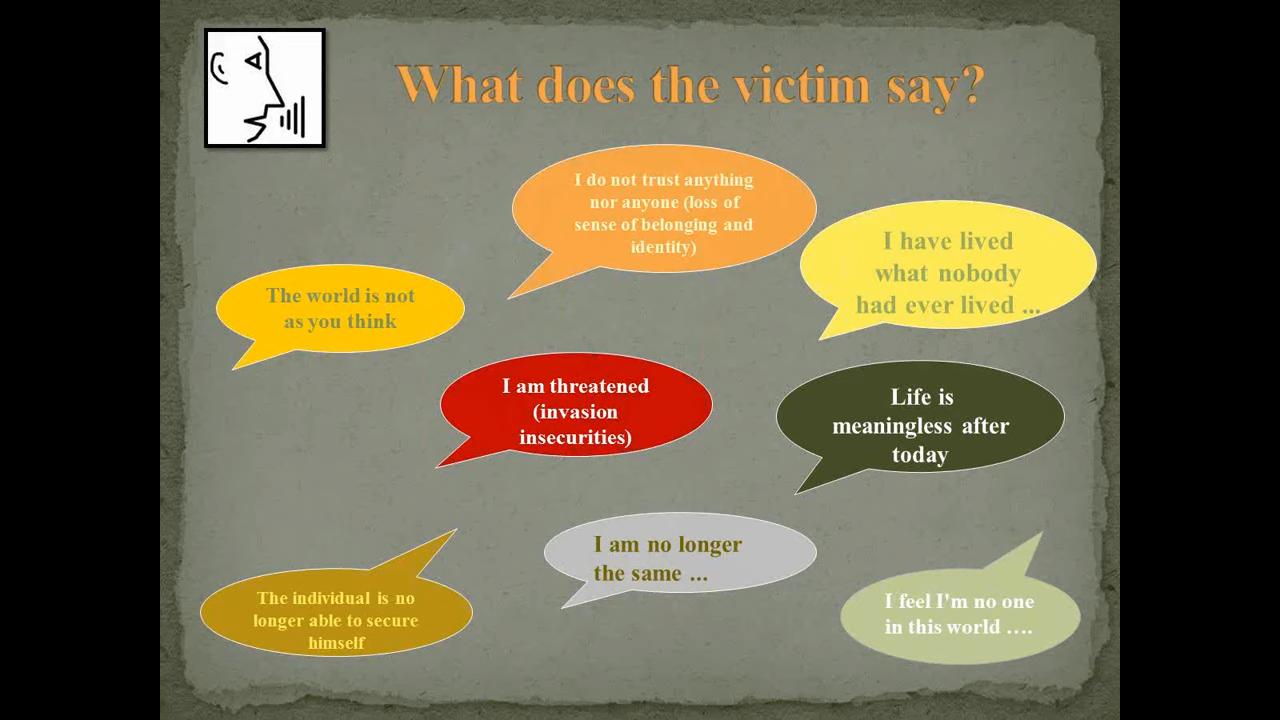 What does the victim say?
I do not trust anything
nor anyone (loss of
sense of belonging and
identity)
I have lived
what nobody
had ever lived ...
The world is not
as you think
I am threatened
(invasion
insecurities)
Life is
meaningless after
today
I am no longer
the same ...
The individual is no
longer able to secure
himself
I feel I'm no one
in this world ....